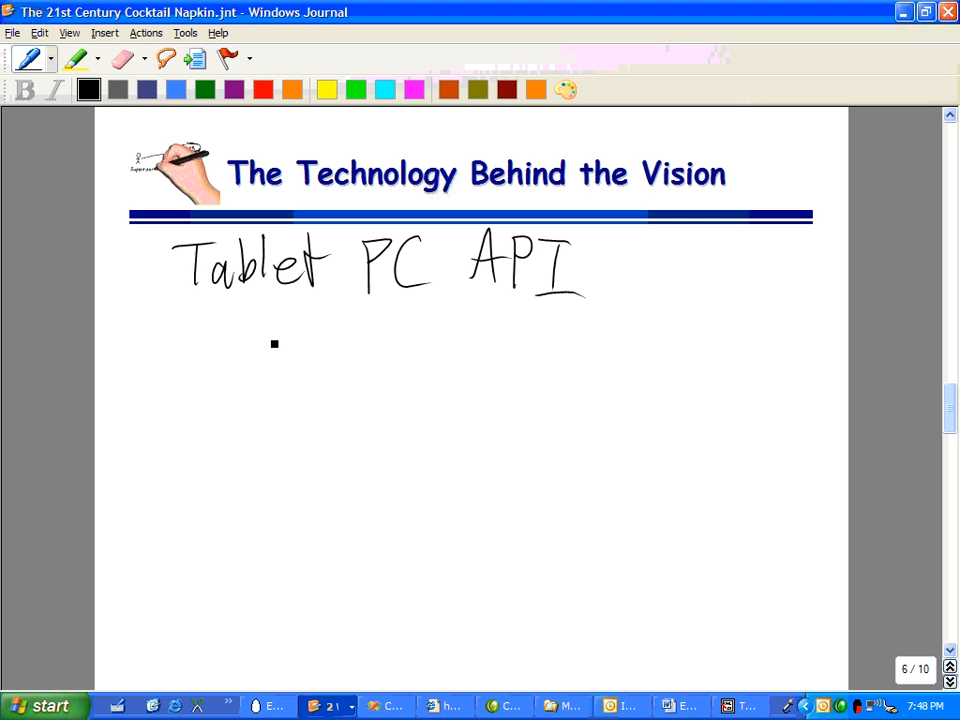 The 21st Century Cocktail Napkin.jnt - Windows Journal
File Edit View Insert Actions Tools Help
B I
The Technology Behind the Vision
Tablet PC API
6 / 10
start E... 21 C... h... C... M... I... E... T... 7:48 PM